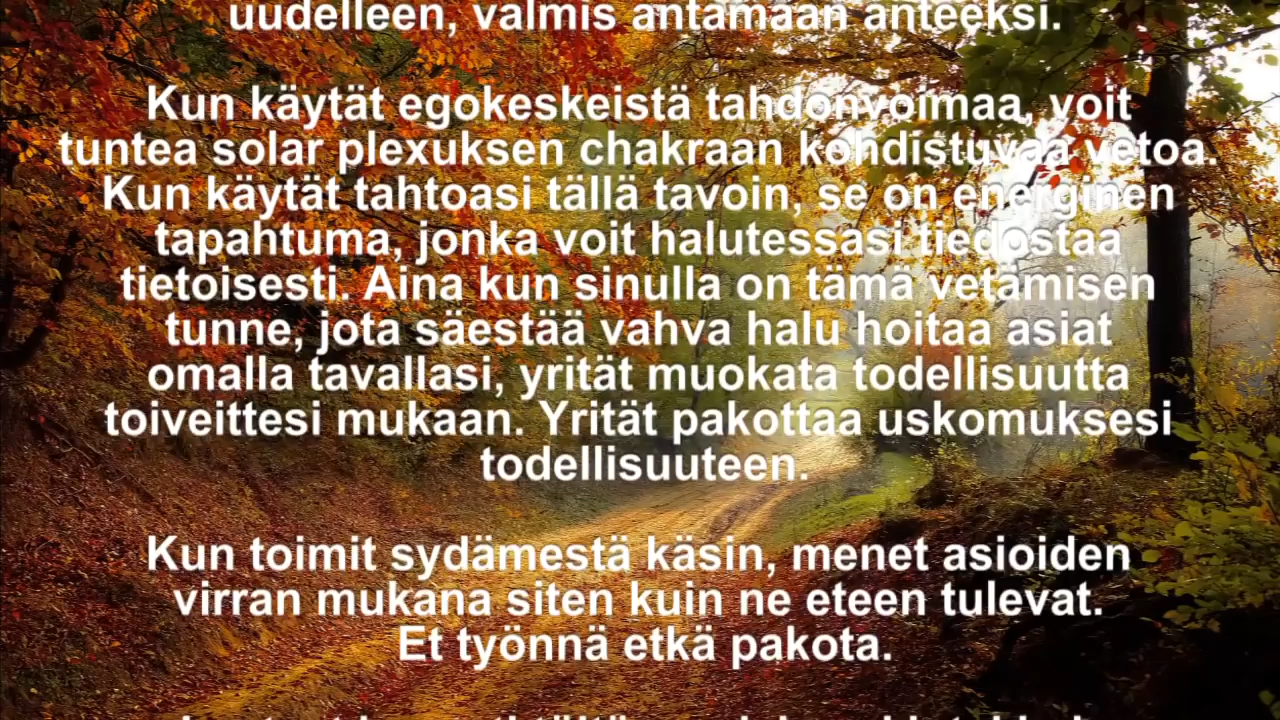 uudelleen, valmis antamaan anteeksi.
Kun käytät egokeskeistä tahdonvoimaa, voit
tuntea solar plexuksen chakraan kohdistuvaa vetoa.
Kun käytät tahtoasi tällä tavoin, se on energinen
tapahtuma, jonka voit halutessasi tiedostaa
tietoisesti. Aina kun sinulla on tämä vetämisen
tunne, jota säestää vahva halu hoitaa asiat
omalla tavallasi, yrität muokata todellisuutta
toiveittesi mukaan. Yrität pakottaa uskomuksesi
todellisuuteen.
Kun toimit sydämestä käsin, menet asioiden
virran mukana siten kuin ne eteen tulevat.
Et työnnä etkä pakota.